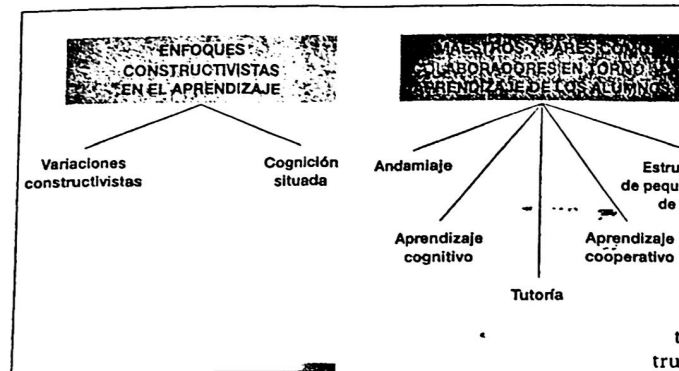 ENFOQUES
CONSTRUCTIVISTAS
EN EL APRENDIZAJE
MAESTROS Y PARES COMO
COLABORADORES EN TORNO
APRENDIZAJE DE LOS ALUMNOS
Variaciones
constructivistas
Cognición
situada
Andamiaje
Estru
de pequ
de
Aprendizaje
cognitivo
Aprendizaje
cooperativo
Tutoría
t
tru